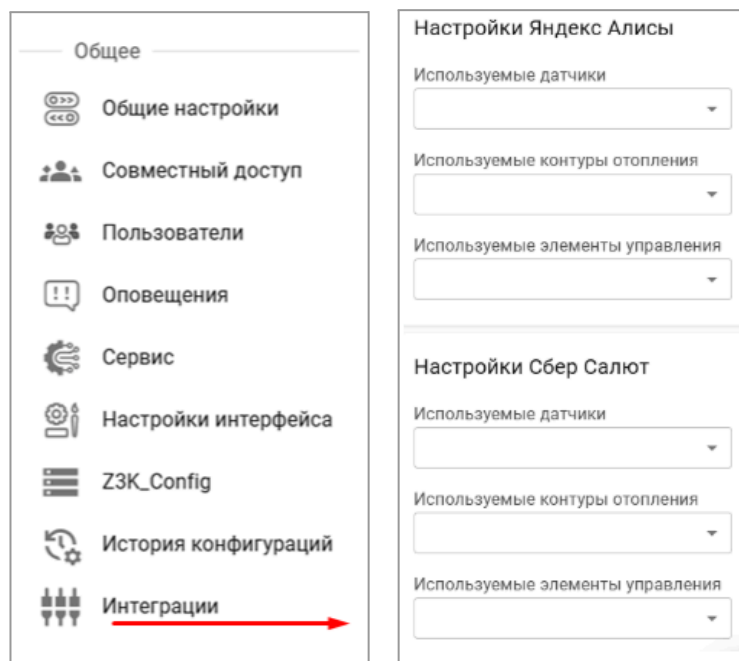 Общее
Общие настройки
Совместный доступ
Пользователи
Оповещения
Сервис
Настройки интерфейса
Z3K_Config
История конфигураций
Интеграции
Настройки Яндекс Алисы
Используемые датчики
Используемые контуры отопления
Используемые элементы управления
Настройки Сбер Салют
Используемые датчики
Используемые контуры отопления
Используемые элементы управления